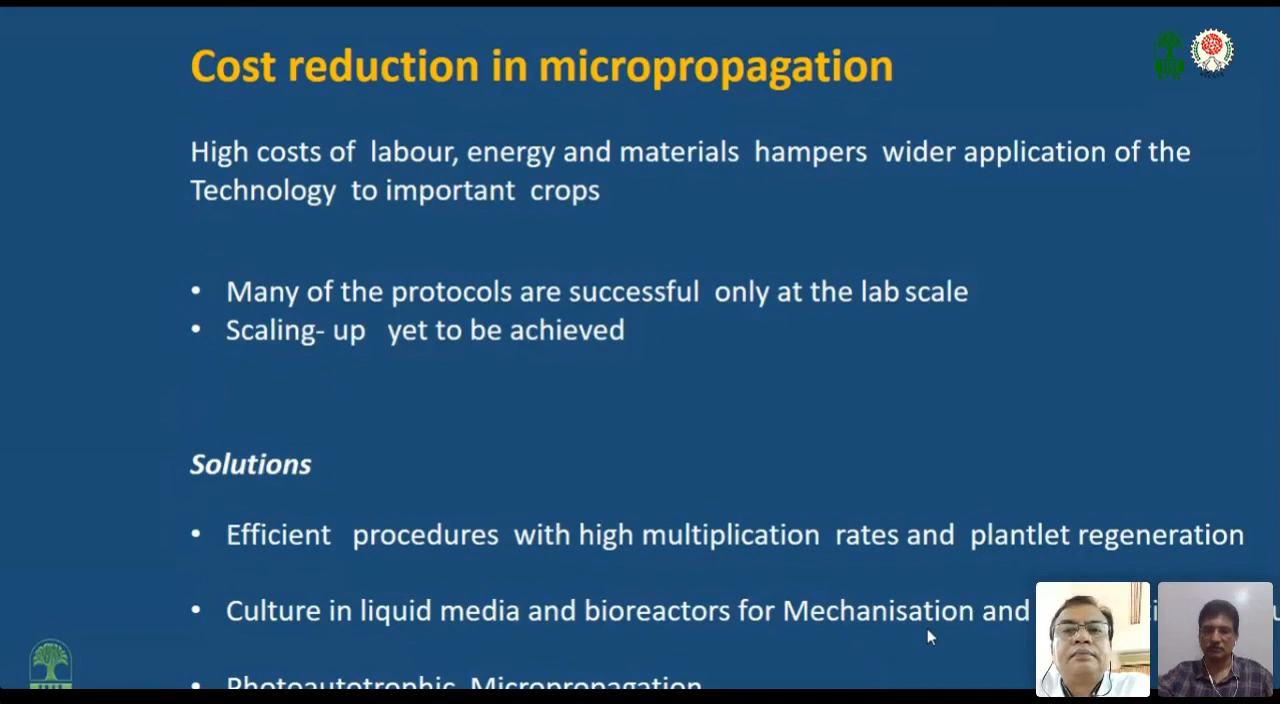 Cost reduction in micropropagation
High costs of labour, energy and materials hampers wider application of the
Technology to important crops
• Many of the protocols are successful only at the lab scale
• Scaling- up yet to be achieved
Solutions
• Efficient procedures with high multiplication rates and plantlet regeneration
• Culture in liquid media and bioreactors for Mechanisation and
• Photoautotrophic Micropropagation